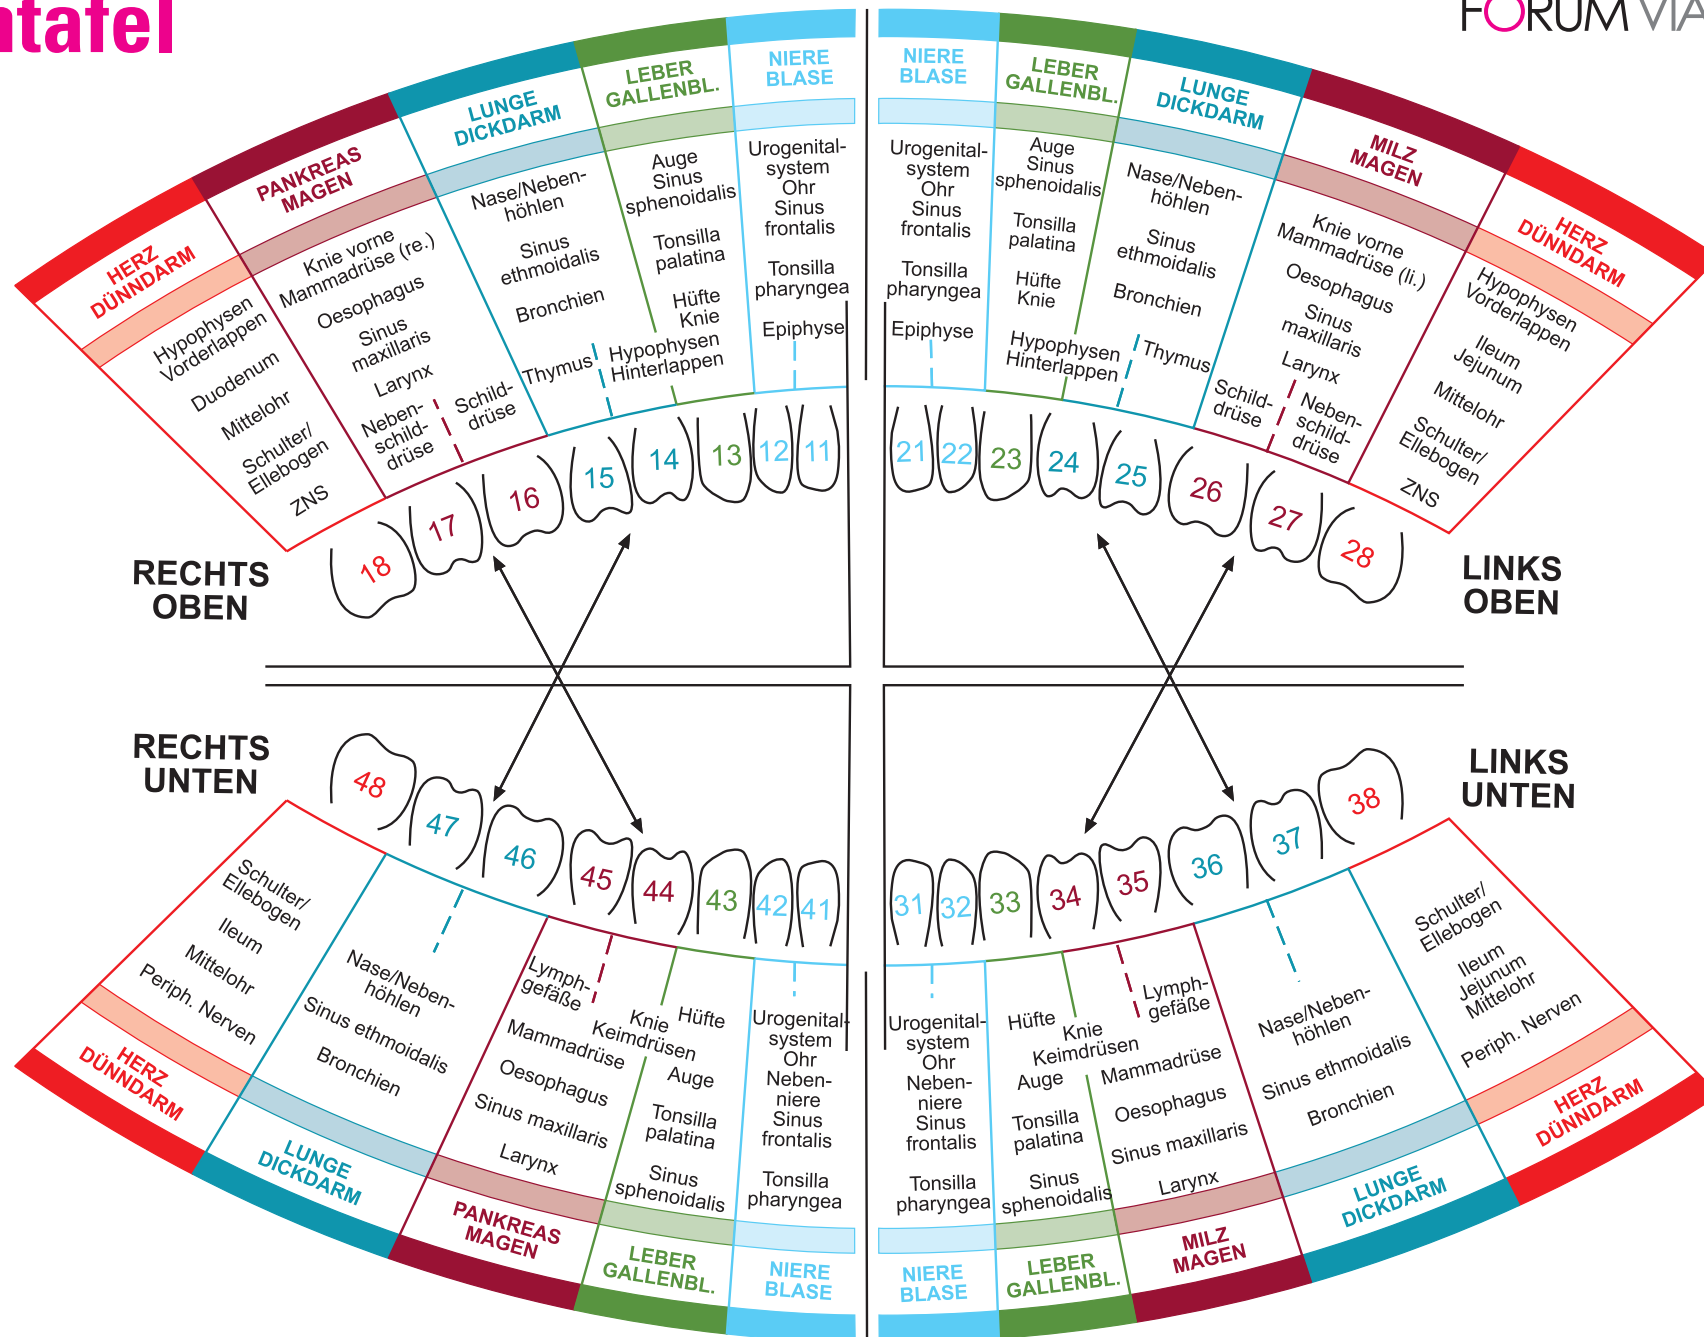 ntafel
FORUM VIA
HERZ
DÜNNDARM
PANKREAS
MAGEN
LUNGE
DICKDARM
LEBER
GALLENBL.
NIERE
BLASE
NIERE
BLASE
LEBER
GALLENBL.
LUNGE
DICKDARM
MILZ
MAGEN
HERZ
DÜNNDARM
Hypophysen
Vorderlappen
Duodenum
Mittelohr
Schulter/
Ellebogen
ZNS
Knie vorne
Mammadrüse (re.)
Oesophagus
Sinus
maxillaris
Larynx
Neben-
schild-
drüse
Schild-
drüse
Nase/Neben-
höhlen
Sinus
ethmoidalis
Bronchien
Thymus
Auge
Sinus
sphenoidalis
Tonsilla
palatina
Hüfte
Knie
Hypophysen
Hinterlappen
Urogenital-
system
Ohr
Sinus
frontalis
Tonsilla
pharyngea
Epiphyse
Urogenital-
system
Ohr
Sinus
frontalis
Tonsilla
pharyngea
Epiphyse
Auge
Sinus
sphenoidalis
Tonsilla
palatina
Hüfte
Knie
Hypophysen
Hinterlappen
Nase/Neben-
höhlen
Sinus
ethmoidalis
Bronchien
Thymus
Knie vorne
Mammadrüse (li.)
Oesophagus
Sinus
maxillaris
Larynx
Schild-
drüse
Neben-
schild-
drüse
Hypophysen
Vorderlappen
Ileum
Jejunum
Mittelohr
Schulter/
Ellebogen
ZNS
18 17 16 15 14 13 12 11
21 22 23 24 25 26 27 28
RECHTS
OBEN
LINKS
OBEN
RECHTS
UNTEN
LINKS
UNTEN
48 47 46 45 44 43 42 41
31 32 33 34 35 36 37 38
Schulter/
Ellebogen
Ileum
Mittelohr
Periph. Nerven
Nase/Neben-
höhlen
Sinus ethmoidalis
Bronchien
Lymph-
gefäße
Knie
Keimdrüsen
Mammadrüse
Oesophagus
Sinus maxillaris
Larynx
Hüfte
Auge
Tonsilla
palatina
Sinus
sphenoidalis
Urogenital-
system
Ohr
Neben-
niere
Sinus
frontalis
Tonsilla
pharyngea
Urogenital-
system
Ohr
Neben-
niere
Sinus
frontalis
Tonsilla
pharyngea
Hüfte
Knie
Keimdrüsen
Auge
Tonsilla
palatina
Sinus
sphenoidalis
Lymph-
gefäße
Mammadrüse
Oesophagus
Sinus maxillaris
Larynx
Nase/Neben-
höhlen
Sinus ethmoidalis
Bronchien
Schulter/
Ellebogen
Ileum
Jejunum
Mittelohr
Periph. Nerven
HERZ
DÜNNDARM
LUNGE
DICKDARM
PANKREAS
MAGEN
LEBER
GALLENBL.
NIERE
BLASE
NIERE
BLASE
LEBER
GALLENBL.
MILZ
MAGEN
LUNGE
DICKDARM
HERZ
DÜNNDARM